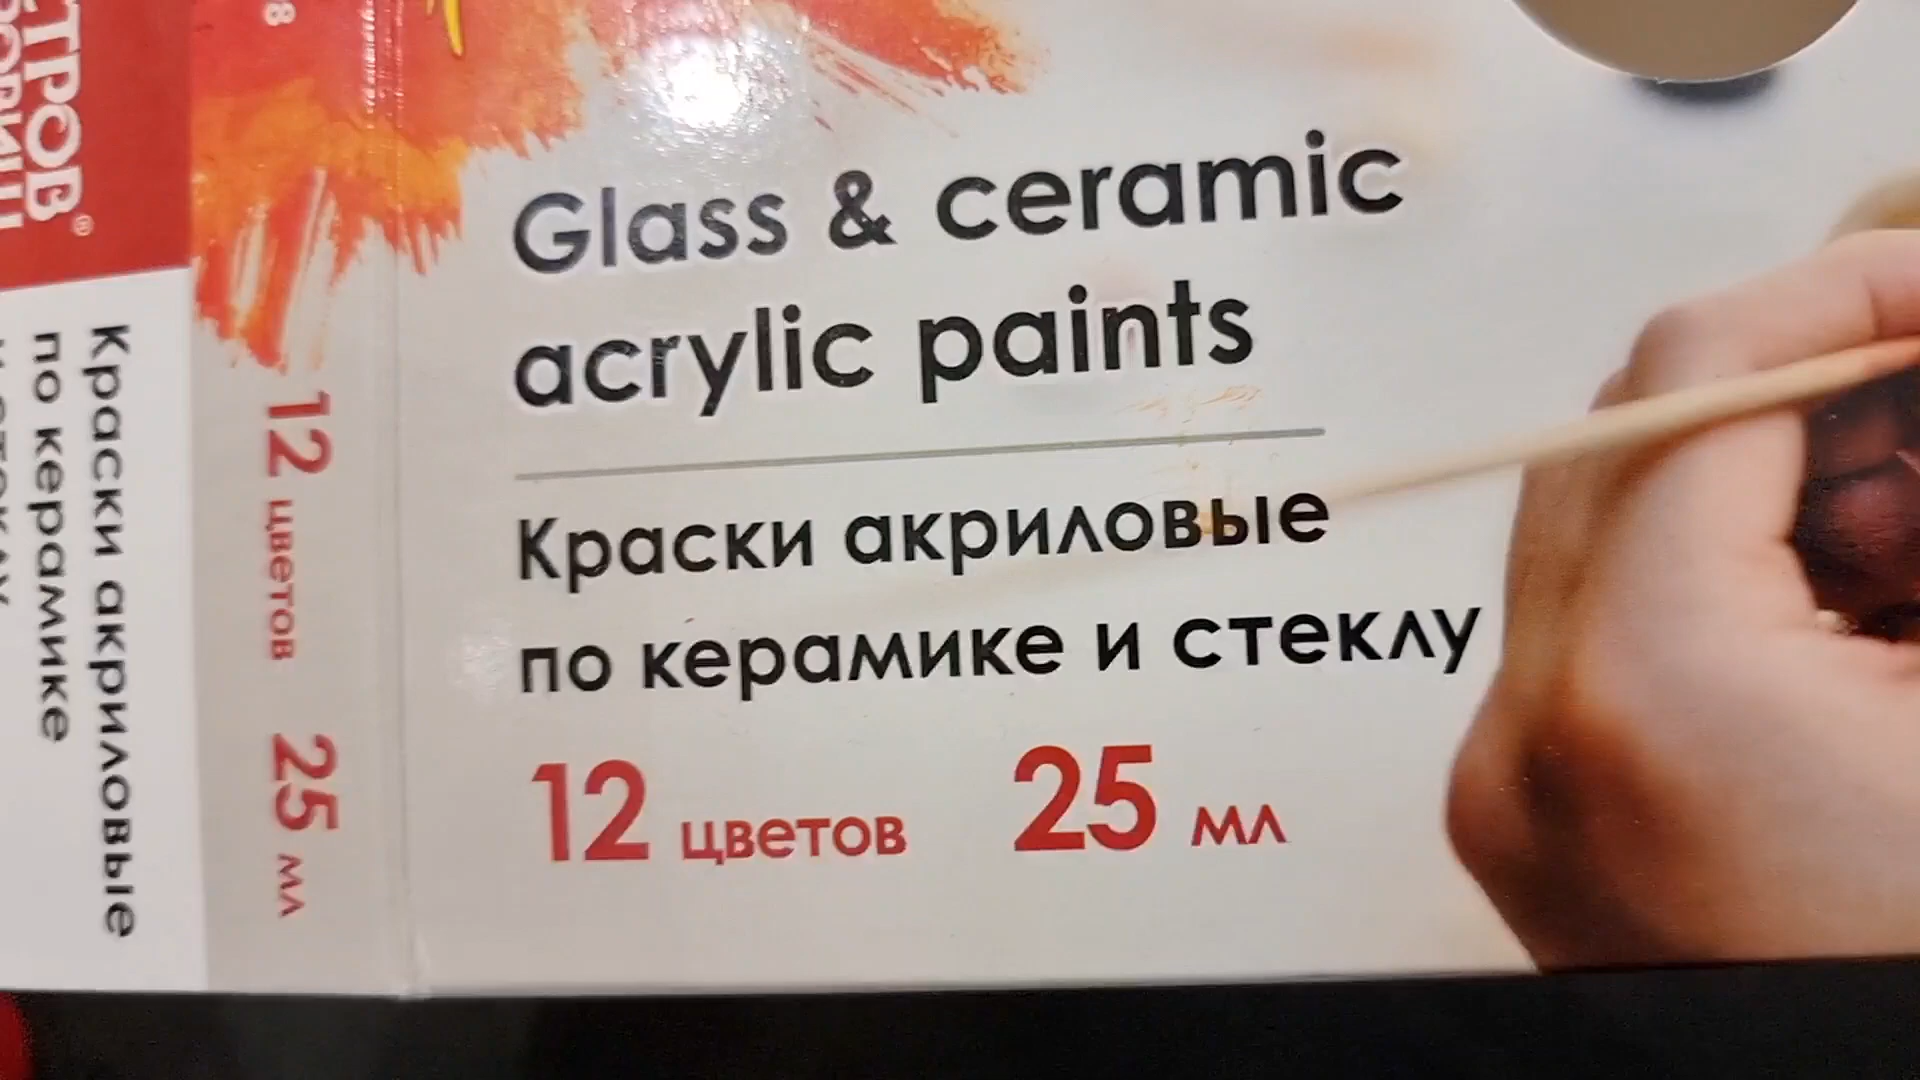 Glass & ceramic
acrylic paints
Краски акриловые
по керамике и стеклу
12 цветов 25 мл
12 цветов 25 мл
Краски акриловые
по керамике